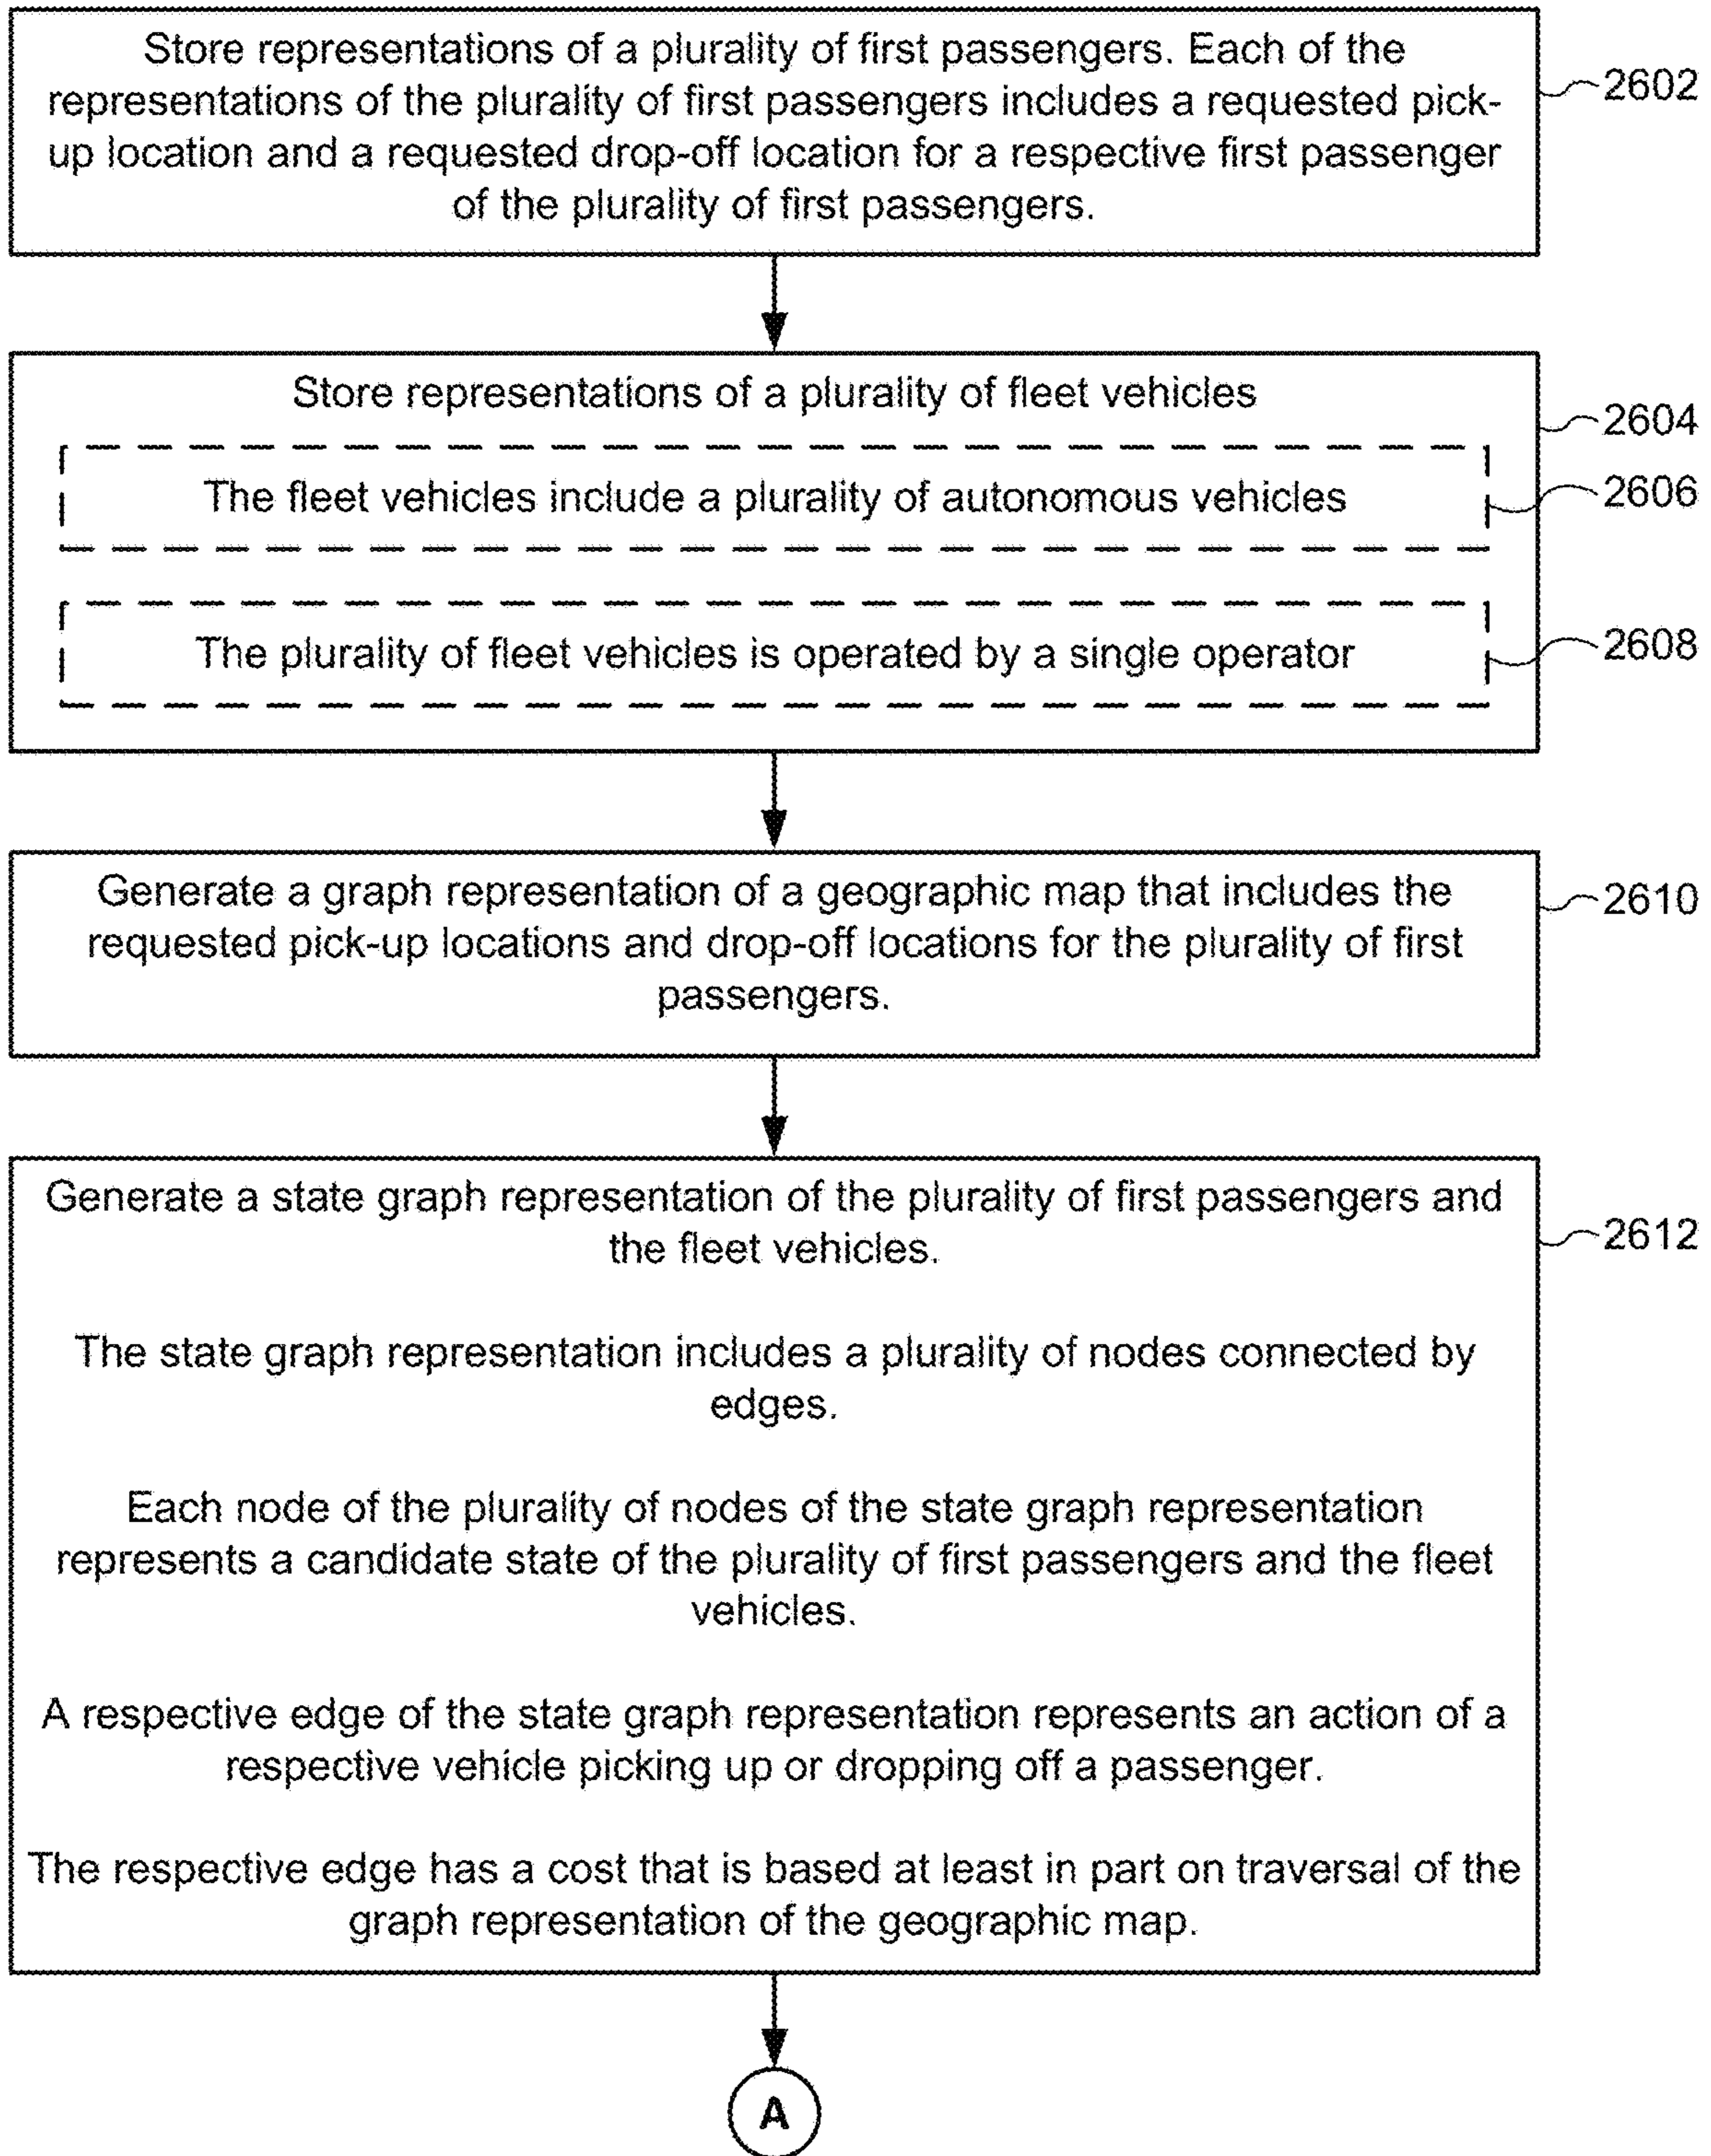 Store representations of a plurality of first passengers. Each of the
representations of the plurality of first passengers includes a requested pick-
up location and a requested drop-off location for a respective first passenger
of the plurality of first passengers.
2602
Store representations of a plurality of fleet vehicles
2604
The fleet vehicles include a plurality of autonomous vehicles
2606
The plurality of fleet vehicles is operated by a single operator
2608
Generate a graph representation of a geographic map that includes the
requested pick-up locations and drop-off locations for the plurality of first
passengers.
2610
Generate a state graph representation of the plurality of first passengers and
the fleet vehicles.
2612
The state graph representation includes a plurality of nodes connected by
edges.
Each node of the plurality of nodes of the state graph representation
represents a candidate state of the plurality of first passengers and the fleet
vehicles.
A respective edge of the state graph representation represents an action of a
respective vehicle picking up or dropping off a passenger.
The respective edge has a cost that is based at least in part on traversal of the
graph representation of the geographic map.
A